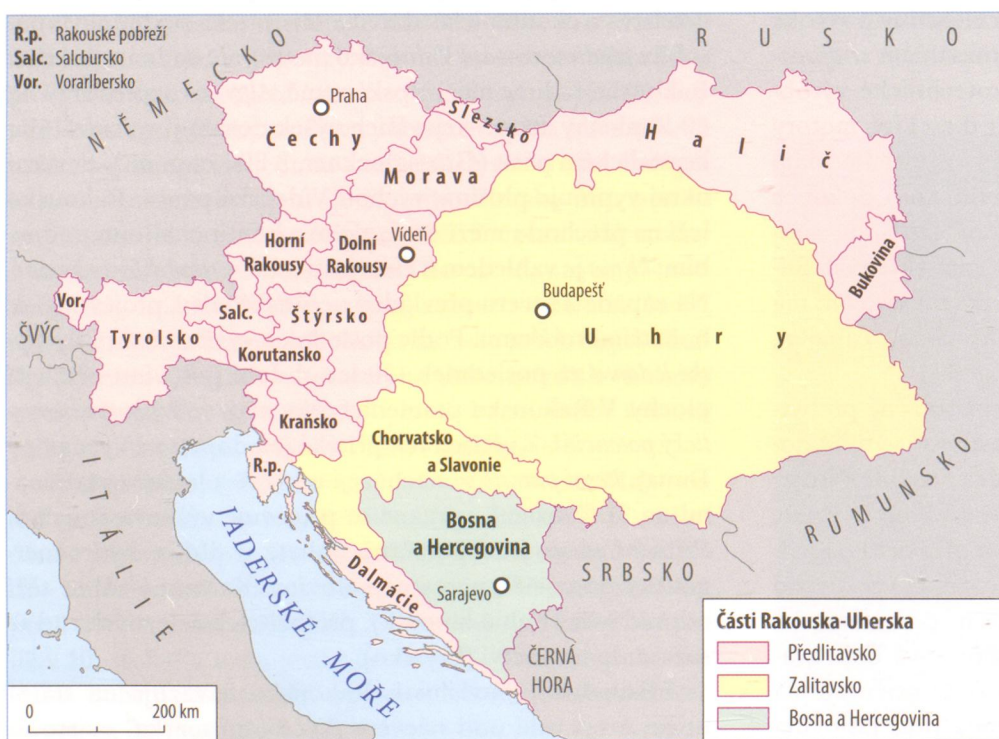 R.p. Rakouské pobřeží
Salc. Salcbursko
Vor. Vorarlbersko
NĚMECKO
RUSKO
Praha
Čechy
Slezsko
Halič
Morava
Horní
Rakousy
Dolní
Rakousy
Vídeň
Bukovina
Budapešť
Vor.
Salc.
Štýrsko
Uhry
ŠVÝC.
Tyrolsko
Korutansko
Kraňsko
Chorvatsko
a Slavonie
R.p.
ITÁLIE
JADERSKÉ
MOŘE
Bosna
a Hercegovina
Dalmácie
Sarajevo
SRBSKO
RUMUNSKO
ČERNÁ
HORA
0 200 km
Části Rakouska-Uherska
Předlitavsko
Zalitavsko
Bosna a Hercegovina